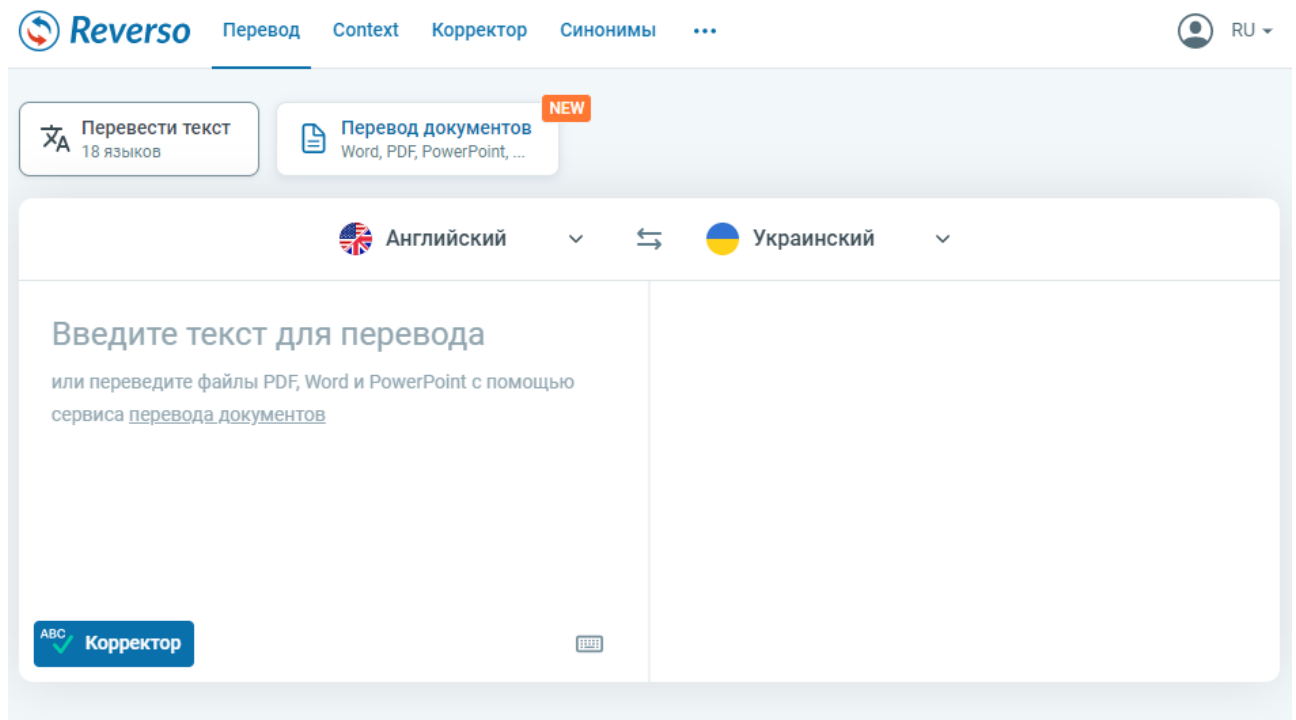 Reverso Перевод Context Корректор Синонимы ••• RU
NEW
Перевести текст
18 языков
Перевод документов
Word, PDF, PowerPoint, ...
Английский Украинский
Введите текст для перевода
или переведите файлы PDF, Word и PowerPoint с помощью
сервиса перевода документов
ABC Корректор